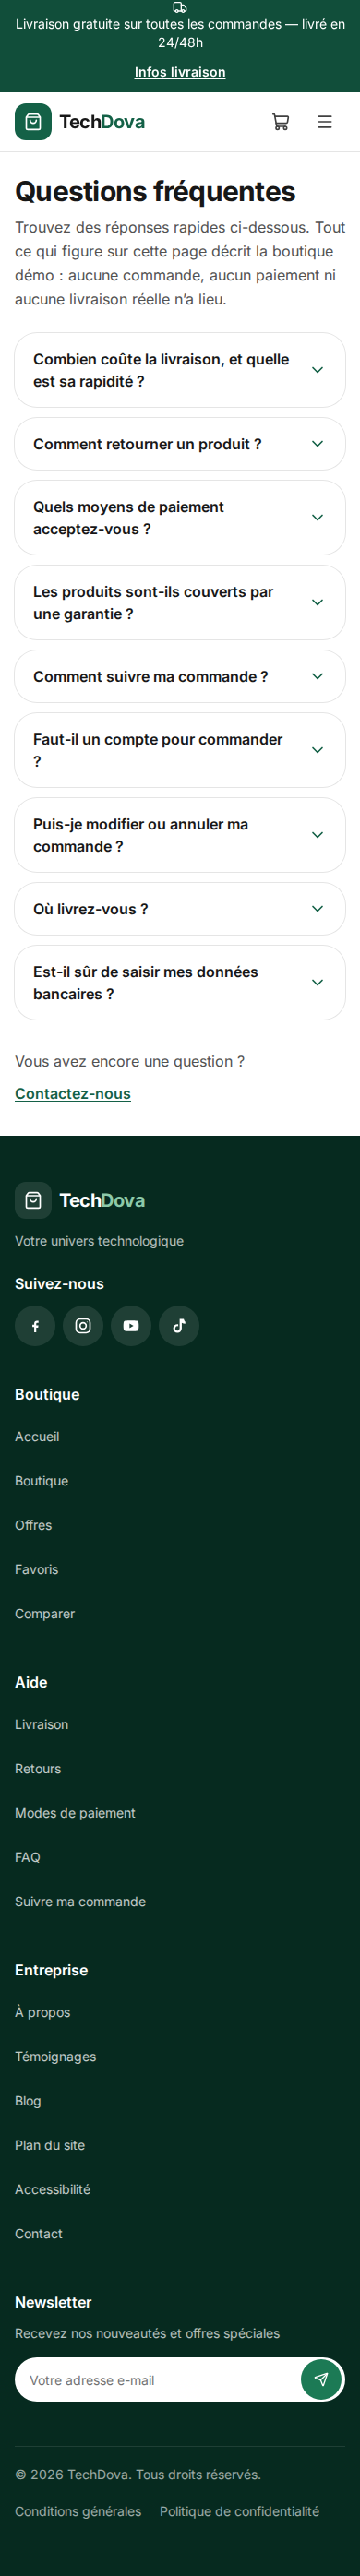 Livraison gratuite sur toutes les commandes — livré en
24/48h
Infos livraison
TechDova
Questions fréquentes
Trouvez des réponses rapides ci-dessous. Tout
ce qui figure sur cette page décrit la boutique
démo : aucune commande, aucun paiement ni
aucune livraison réelle n’a lieu.
Combien coûte la livraison, et quelle
est sa rapidité ?
Comment retourner un produit ?
Quels moyens de paiement
acceptez-vous ?
Les produits sont-ils couverts par
une garantie ?
Comment suivre ma commande ?
Faut-il un compte pour commander
?
Puis-je modifier ou annuler ma
commande ?
Où livrez-vous ?
Est-il sûr de saisir mes données
bancaires ?
Vous avez encore une question ?
Contactez-nous
TechDova
Votre univers technologique
Suivez-nous
Boutique
Accueil
Boutique
Offres
Favoris
Comparer
Aide
Livraison
Retours
Modes de paiement
FAQ
Suivre ma commande
Entreprise
À propos
Témoignages
Blog
Plan du site
Accessibilité
Contact
Newsletter
Recevez nos nouveautés et offres spéciales
Votre adresse e-mail
© 2026 TechDova. Tous droits réservés.
Conditions générales Politique de confidentialité